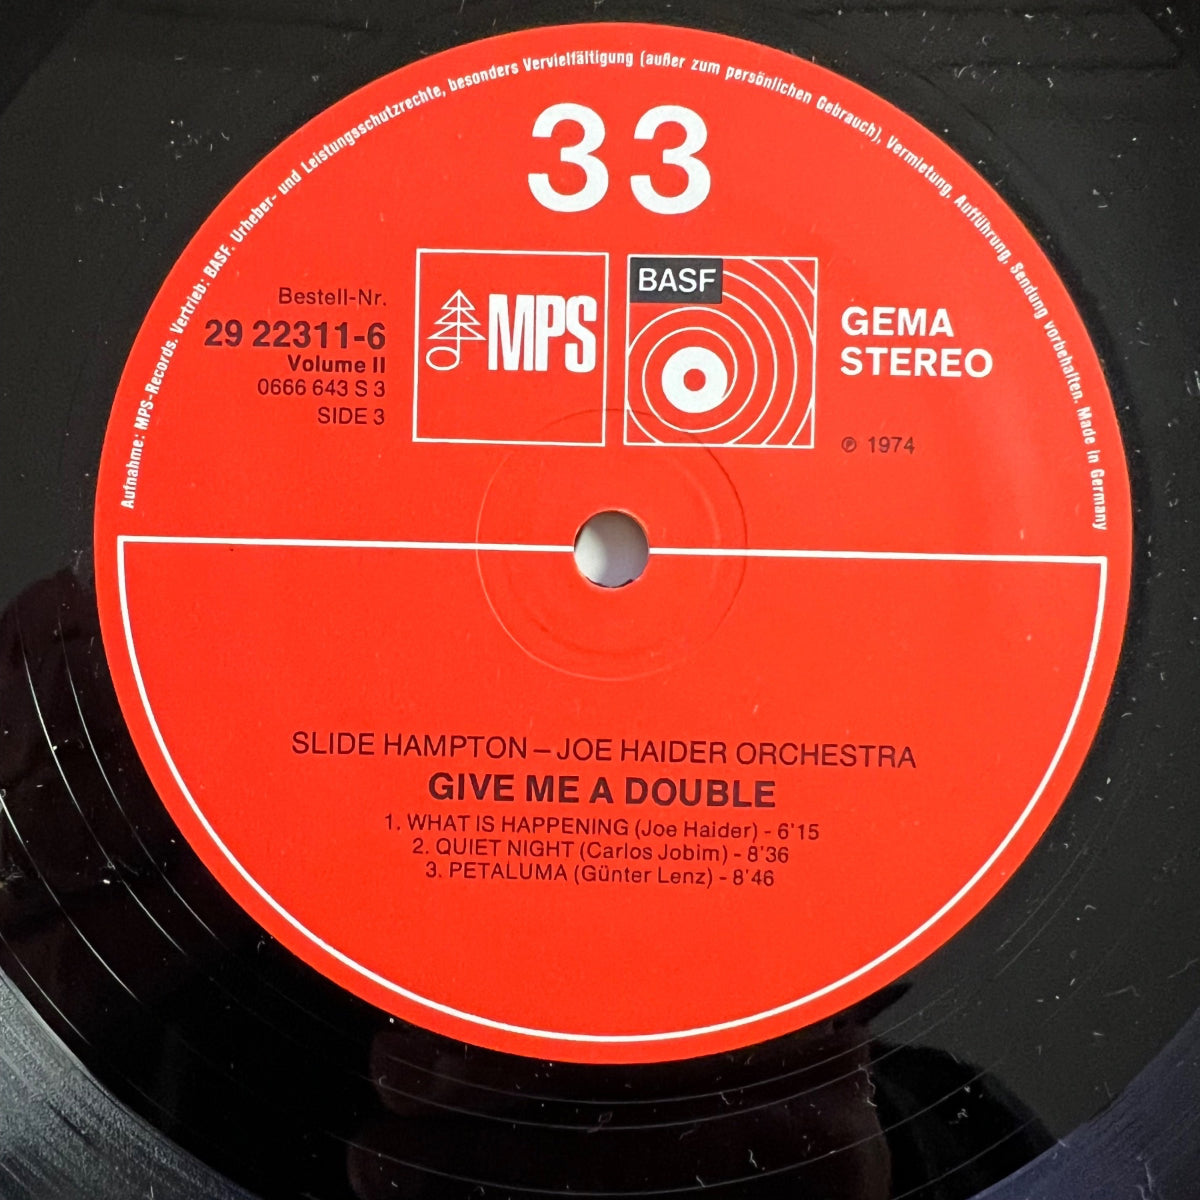 Aufnahme: MPS-Records. Vertrieb: BASF. Urheber- und Leistungsschutzrechte, besonders Vervielfältigung (außer zum persönlichen Gebrauch), Vermietung, Aufführung, Sendung vorbehalten. Made in Germany
33
Bestell-Nr.
29 22311-6
Volume II
0666 643 S 3
SIDE 3
MPS
BASF
GEMA
STEREO
℗ 1974
SLIDE HAMPTON – JOE HAIDER ORCHESTRA
GIVE ME A DOUBLE
1. WHAT IS HAPPENING (Joe Haider) - 6'15
2. QUIET NIGHT (Carlos Jobim) - 8'36
3. PETALUMA (Günter Lenz) - 8'46